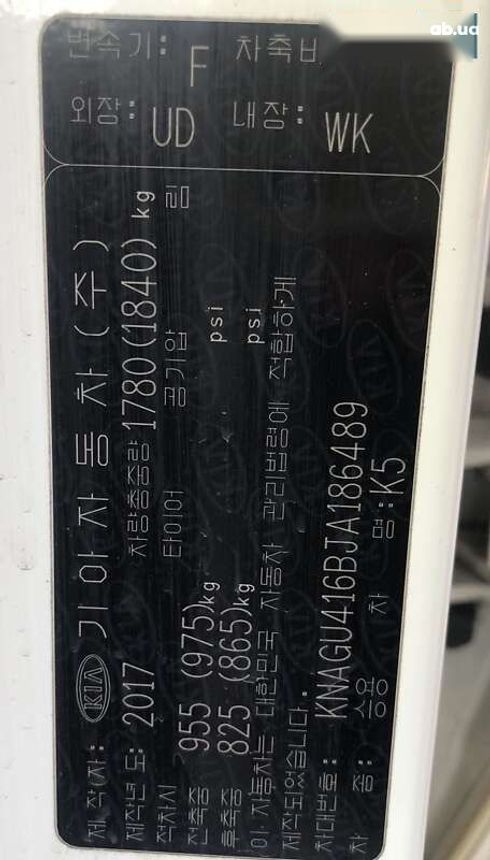 ab.ua
변속기: F 차축비
외장: UD 내장: WK
제 작(자): KIA 기아자동차(주)
제작년 도: 2017 차량총중량 1780(1840) kg
적차시 타이어 공기압 림
전축중 955 (975)kg psi
후축중 825 (865)kg psi
이 자동차는 대한민국 자동차 관리법령에 적합하게
제작되었습니다.
차대번호: KNAGU416BJA186489
차 종: 승용 차 명: K5